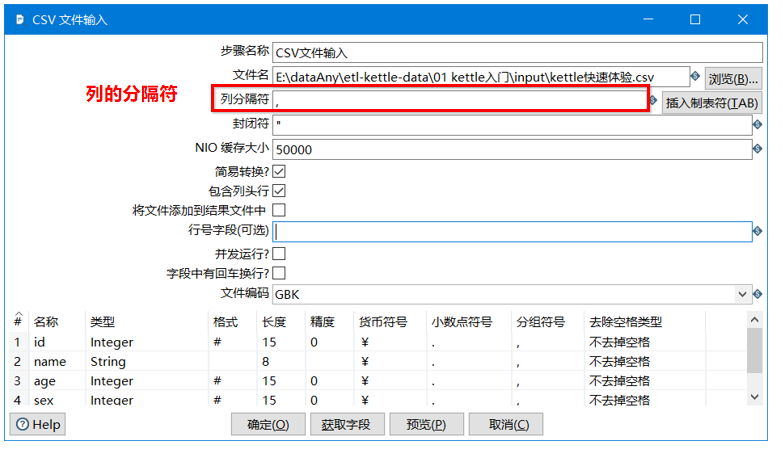 CSV 文件输入
步骤名称 CSV文件输入
文件名 E:\dataAny\etl-kettle-data\01 kettle入门\input\kettle快速体验.csv 浏览(B)...
列的分隔符
列分隔符 , 插入制表符(TAB)
封闭符 "
NIO 缓存大小 50000
简易转换?
包含列头行?
将文件添加到结果文件中
行号字段(可选)
并发运行?
字段中有回车换行?
文件编码 GBK
# 名称 类型 格式 长度 精度 货币符号 小数点符号 分组符号 去除空格类型
1 id Integer # 15 0 ¥ . , 不去掉空格
2 name String 8 ¥ 不去掉空格
3 age Integer # 15 0 ¥ . , 不去掉空格
4 sex Integer # 15 0 ¥ . , 不去掉空格
Help 确定(O) 获取字段 预览(P) 取消(C)